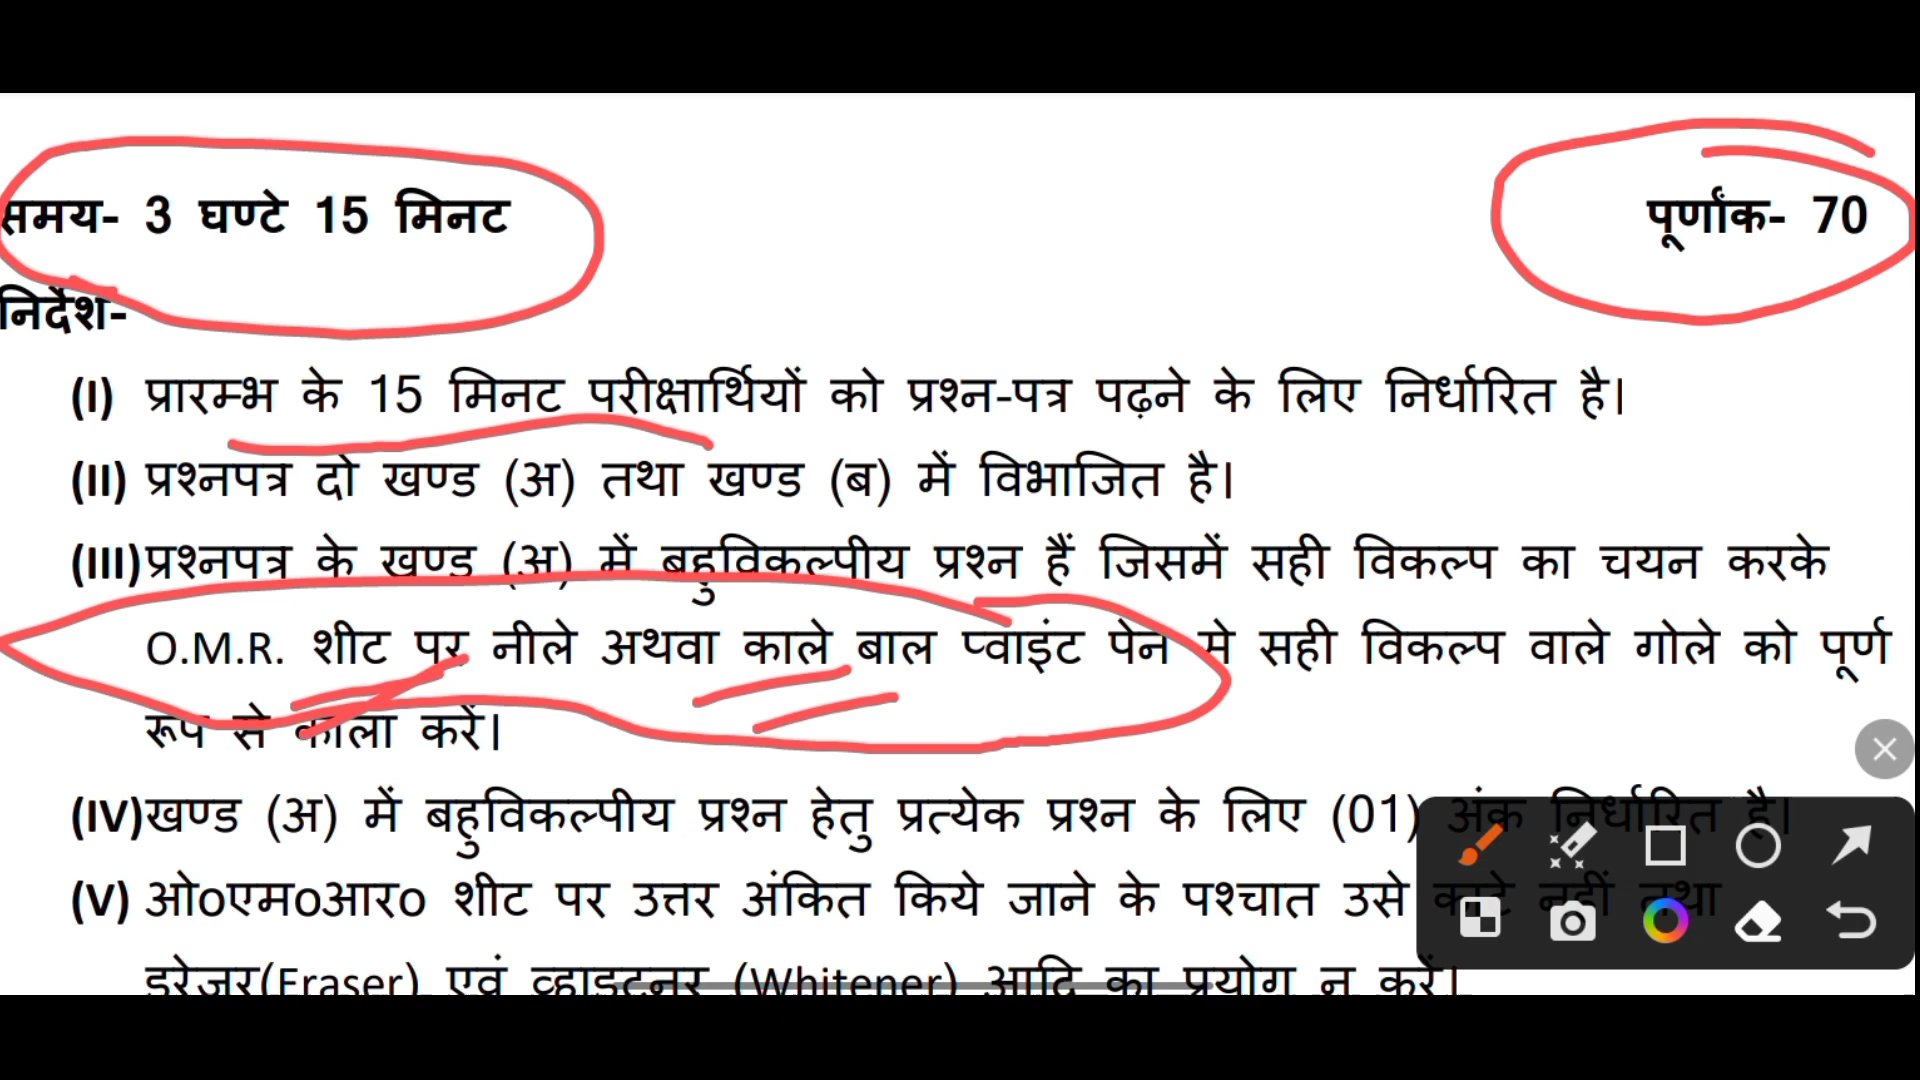 समय- 3 घण्टे 15 मिनट पूर्णांक- 70
निर्देश-
(I) प्रारम्भ के 15 मिनट परीक्षार्थियों को प्रश्न-पत्र पढ़ने के लिए निर्धारित है।
(II) प्रश्नपत्र दो खण्ड (अ) तथा खण्ड (ब) में विभाजित है।
(III) प्रश्नपत्र के खण्ड (अ) में बहुविकल्पीय प्रश्न हैं जिसमें सही विकल्प का चयन करके
O.M.R. शीट पर नीले अथवा काले बाल प्वाइंट पेन मे सही विकल्प वाले गोले को पूर्ण
रूप से काला करें।
(IV) खण्ड (अ) में बहुविकल्पीय प्रश्न हेतु प्रत्येक प्रश्न के लिए (01) अंक निर्धारित है।
(V) ओoएमoआरo शीट पर उत्तर अंकित किये जाने के पश्चात उसे काटे नहीं तथा
इरेजर(Eraser) एवं व्हाइटनर (Whitener) आदि का प्रयोग न करें।